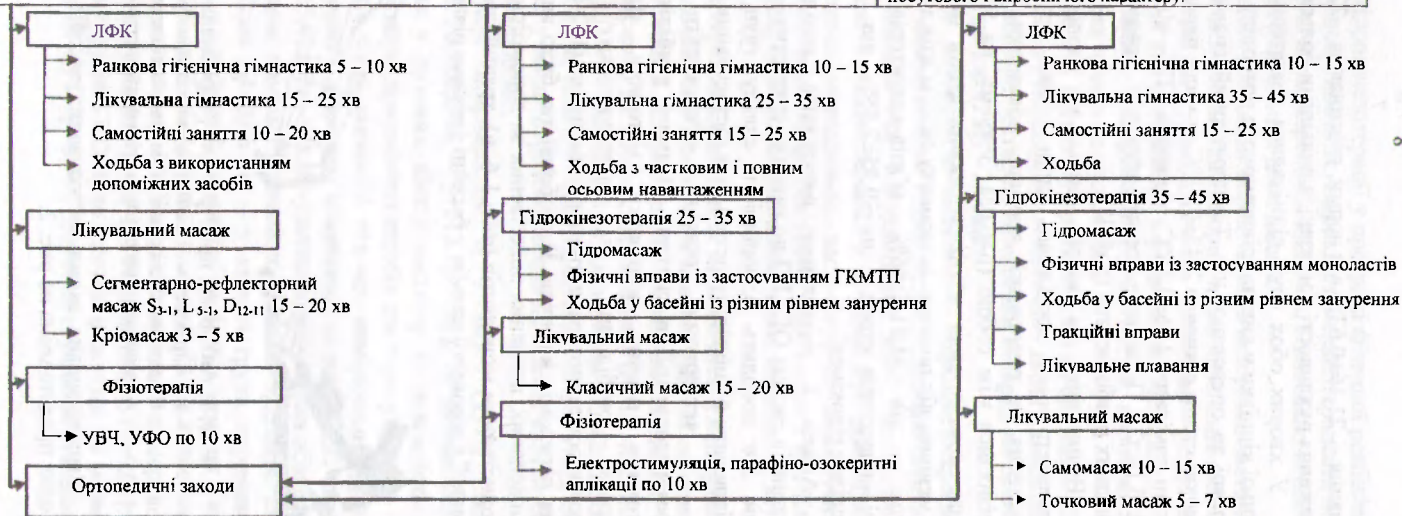 ЛФК
Ранкова гігієнічна гімнастика 5 – 10 хв
Лікувальна гімнастика 15 – 25 хв
Самостійні заняття 10 – 20 хв
Ходьба з використанням
допоміжних засобів
Лікувальний масаж
Сегментарно-рефлекторний
масаж S3-1, L 5-1, D12-11 15 – 20 хв
Кріомасаж 3 – 5 хв
Фізіотерапія
УВЧ, УФО по 10 хв
Ортопедичні заходи
ЛФК
Ранкова гігієнічна гімнастика 10 – 15 хв
Лікувальна гімнастика 25 – 35 хв
Самостійні заняття 15 – 25 хв
Ходьба з частковим і повним
осьовим навантаженням
Гідрокінезотерапія 25 – 35 хв
Гідромасаж
Фізичні вправи із застосуванням ГКМТП
Ходьба у басейні із різним рівнем занурення
Лікувальний масаж
Класичний масаж 15 – 20 хв
Фізіотерапія
Електростимуляція, парафіно-озокеритні
аплікації по 10 хв
ЛФК
Ранкова гігієнічна гімнастика 10 – 15 хв
Лікувальна гімнастика 35 – 45 хв
Самостійні заняття 15 – 25 хв
Ходьба
Гідрокінезотерапія 35 – 45 хв
Гідромасаж
Фізичні вправи із застосуванням моноластів
Ходьба у басейні із різним рівнем занурення
Тракційні вправи
Лікувальне плавання
Лікувальний масаж
Самомасаж 10 – 15 хв
Точковий масаж 5 – 7 хв